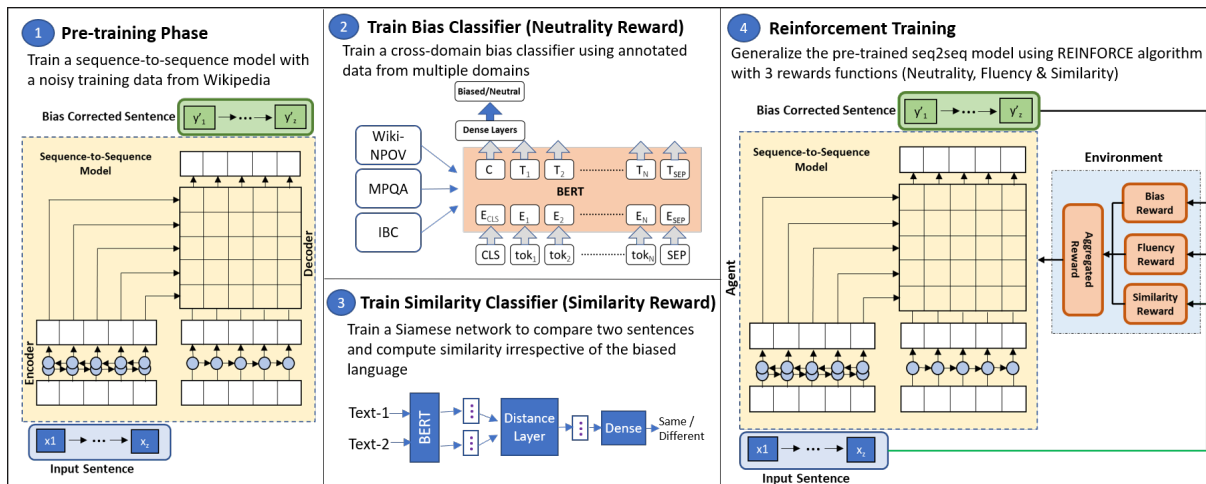 1 Pre-training Phase
Train a sequence-to-sequence model with
a noisy training data from Wikipedia
Bias Corrected Sentence
y'1 ··· y'z
Sequence-to-Sequence
Model
Decoder
Encoder
x1 ··· xz
Input Sentence
2 Train Bias Classifier (Neutrality Reward)
Train a cross-domain bias classifier using annotated
data from multiple domains
Biased/Neutral
Dense Layers
Wiki-
NPOV
MPQA
IBC
C T1 T2 TN TSEP
BERT
ECLS E1 E2 EN ESEP
CLS tok1 tok2 tokN SEP
3 Train Similarity Classifier (Similarity Reward)
Train a Siamese network to compare two sentences
and compute similarity irrespective of the biased
language
Text-1
Text-2
BERT
Distance
Layer
Dense
Same /
Different
4 Reinforcement Training
Generalize the pre-trained seq2seq model using REINFORCE algorithm
with 3 rewards functions (Neutrality, Fluency & Similarity)
Bias Corrected Sentence
y'1 ··· y'z
Sequence-to-Sequence
Model
Agent
Environment
Bias
Reward
Fluency
Reward
Similarity
Reward
Aggregated
Reward
x1 ··· xz
Input Sentence